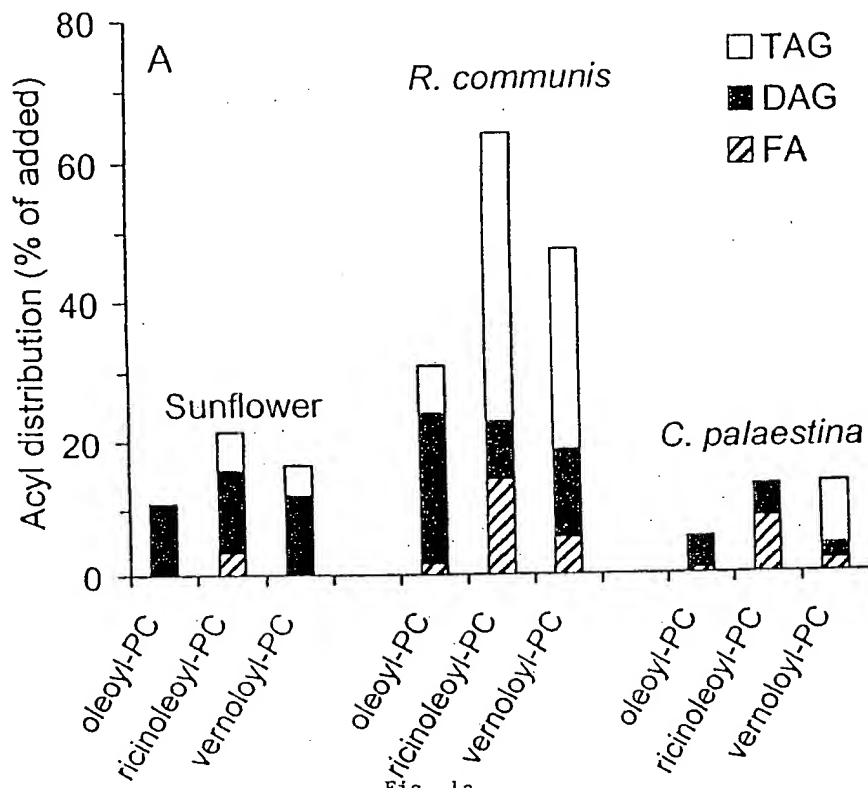 80
A
TAG
DAG
FA
R. communis
60
40
Sunflower
C. palaestina
20
0
Acyl distribution (% of added)
oleoyl-PC
ricinoleoyl-PC
vernoloyl-PC
oleoyl-PC
ricinoleoyl-PC
vernoloyl-PC
oleoyl-PC
ricinoleoyl-PC
vernoloyl-PC